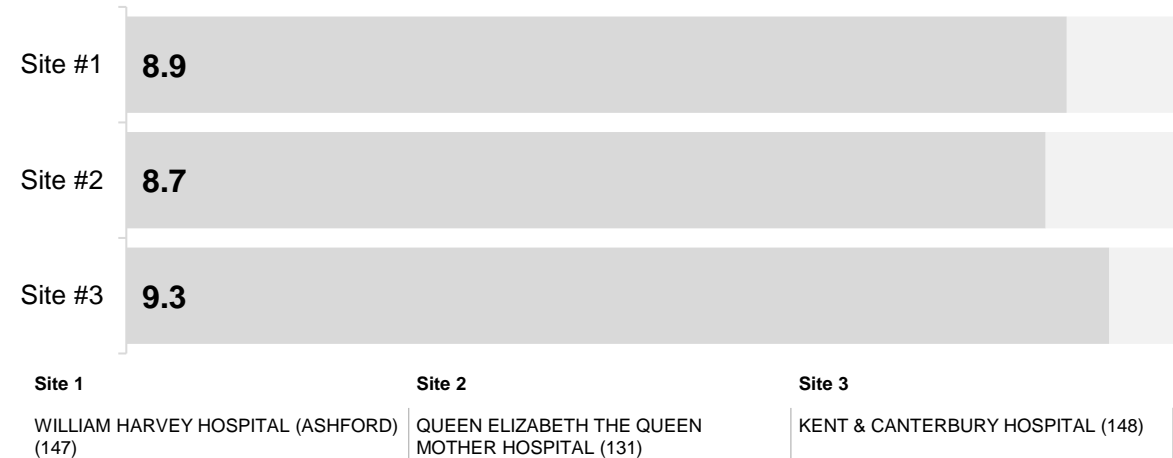 Site #1
8.9
Site #2
8.7
Site #3
9.3
Site 1
Site 2
Site 3
WILLIAM HARVEY HOSPITAL (ASHFORD)
(147)
QUEEN ELIZABETH THE QUEEN
MOTHER HOSPITAL (131)
KENT & CANTERBURY HOSPITAL (148)